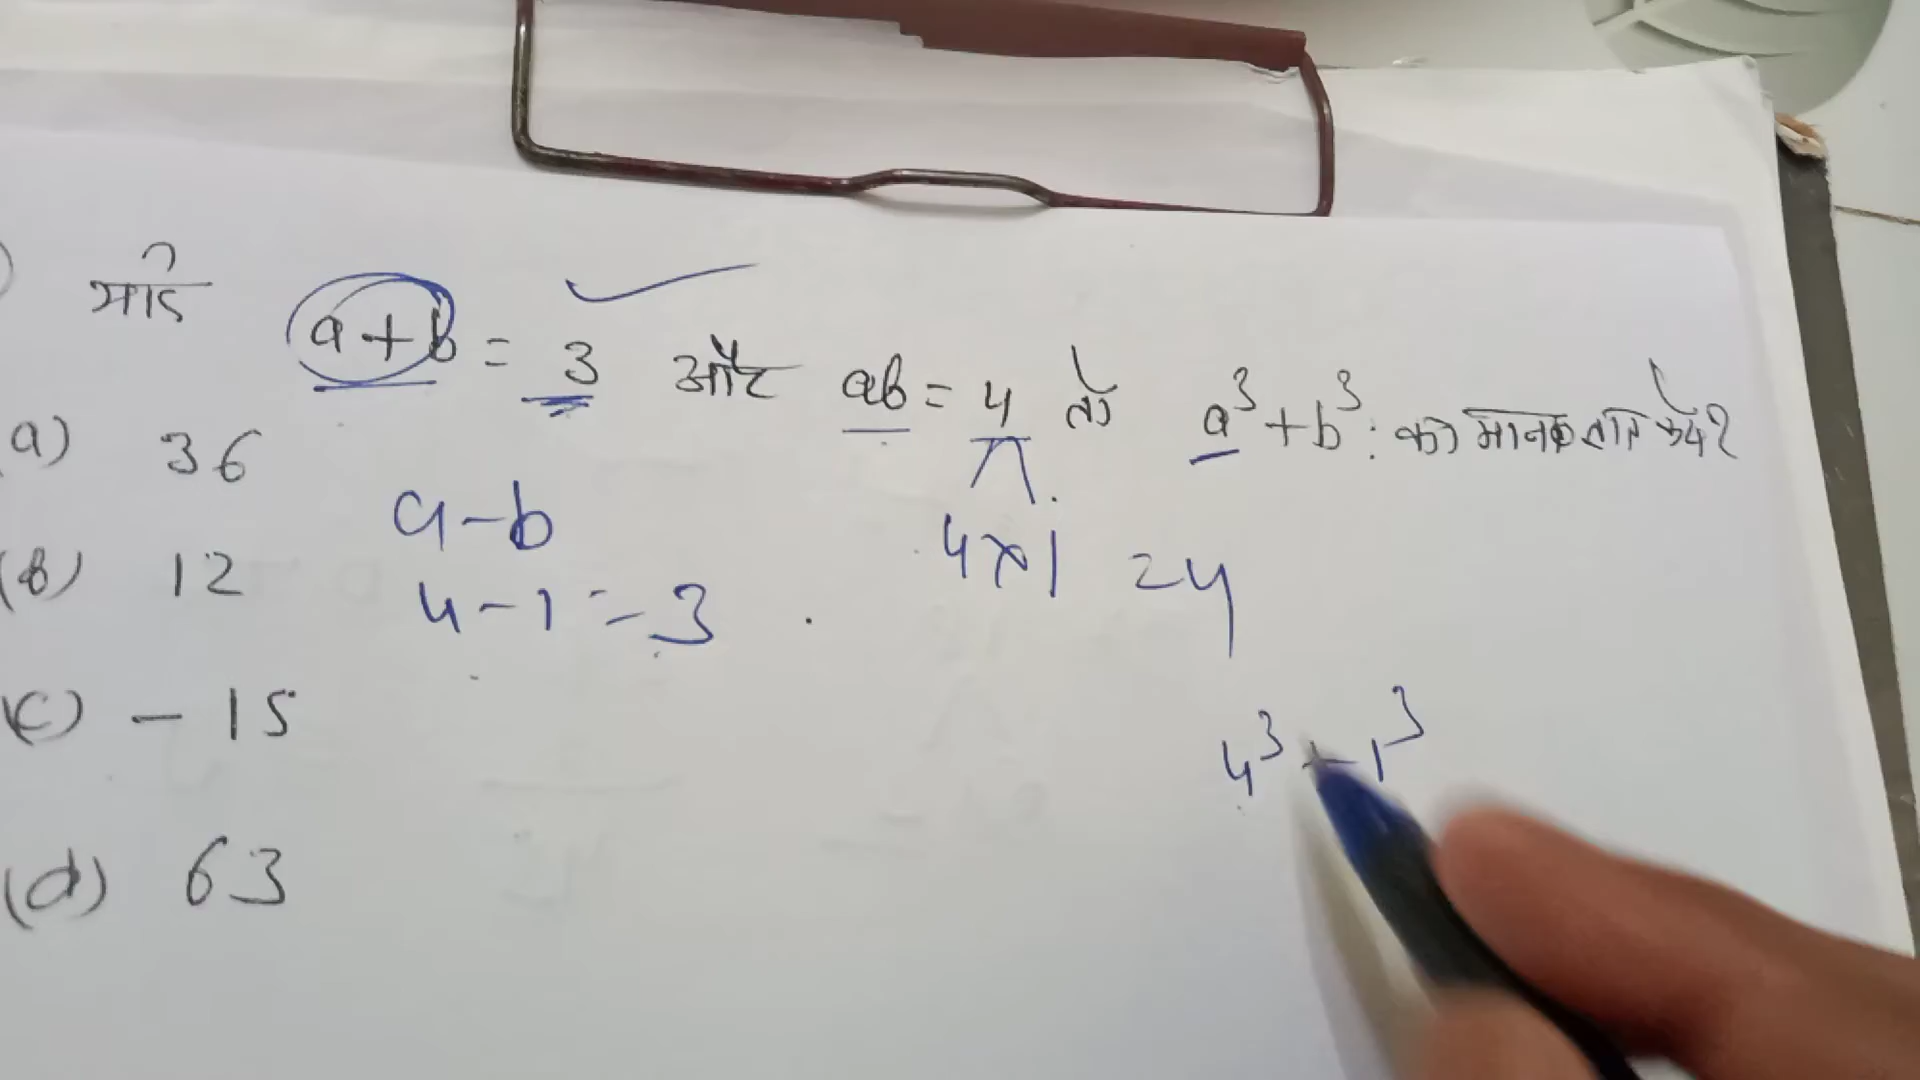 यदि a+b = 3 और ab = 4 तो a³+b³ : का मान ज्ञात करें?
(a) 36
(b) 12
(c) -15
(d) 63
a-b
4-1=3
4×1 =4
4³+1³